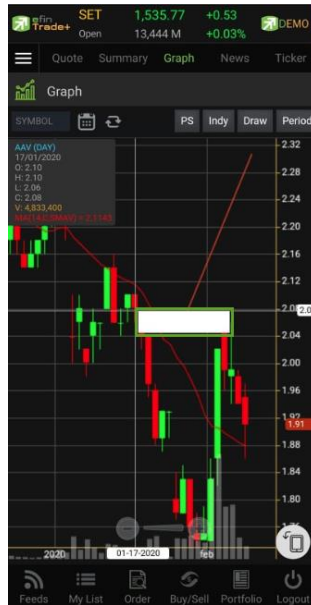 efin Trade+ SET 1,535.77 +0.53 DEMO
Open 13,444 M +0.03%
Quote Summary Graph News Ticker
Graph
SYMBOL PS Indy Draw Period
AAV (DAY)
17/01/2020
O: 2.10
H: 2.10
L: 2.06
C: 2.08
V: 4,833,400
2.32
2.28
2.24
2.20
2.16
2.12
2.04
2.00
1.96
1.92
1.91
1.88
1.84
1.80
2020 01-17-2020 feb
Feeds My List Order Buy/Sell Portfolio Logout